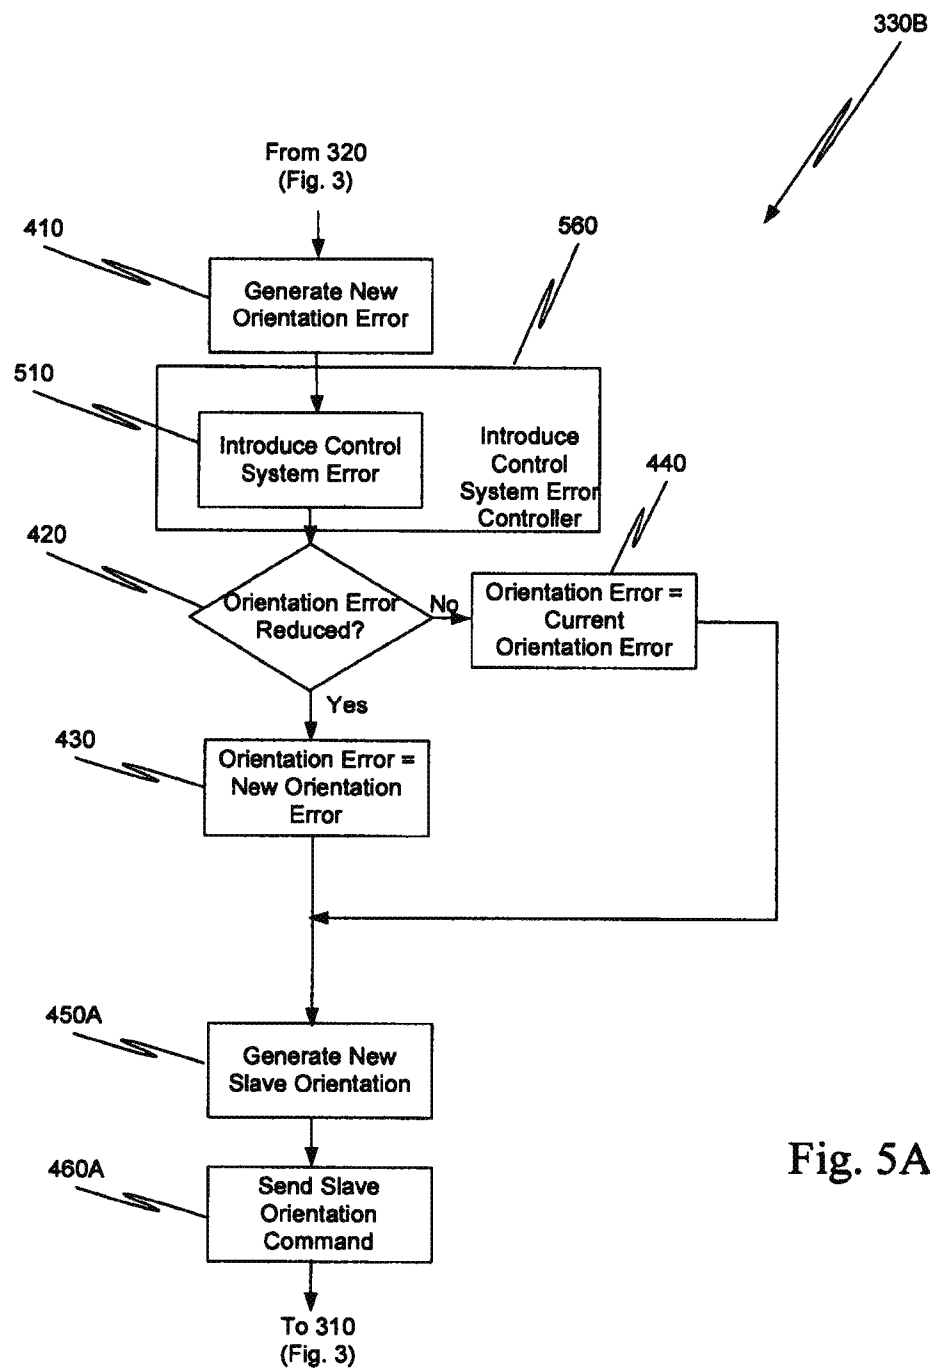 330B
From 320
(Fig. 3)
410
560
Generate New
Orientation Error
510
Introduce Control
System Error
Introduce
Control
System Error
Controller
440
420
Orientation Error
Reduced?
No
Orientation Error =
Current
Orientation Error
Yes
430
Orientation Error =
New Orientation
Error
450A
Generate New
Slave Orientation
460A
Send Slave
Orientation
Command
Fig. 5A
To 310
(Fig. 3)